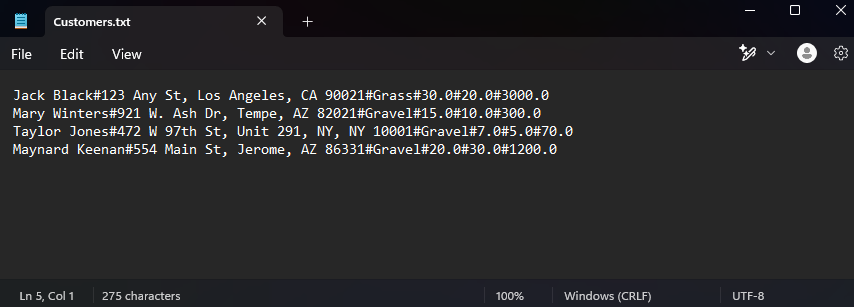 Customers.txt
File Edit View
Jack Black#123 Any St, Los Angeles, CA 90021#Grass#30.0#20.0#3000.0
Mary Winters#921 W. Ash Dr, Tempe, AZ 82021#Gravel#15.0#10.0#300.0
Taylor Jones#472 W 97th St, Unit 291, NY, NY 10001#Gravel#7.0#5.0#70.0
Maynard Keenan#554 Main St, Jerome, AZ 86331#Gravel#20.0#30.0#1200.0
Ln 5, Col 1 275 characters 100% Windows (CRLF) UTF-8